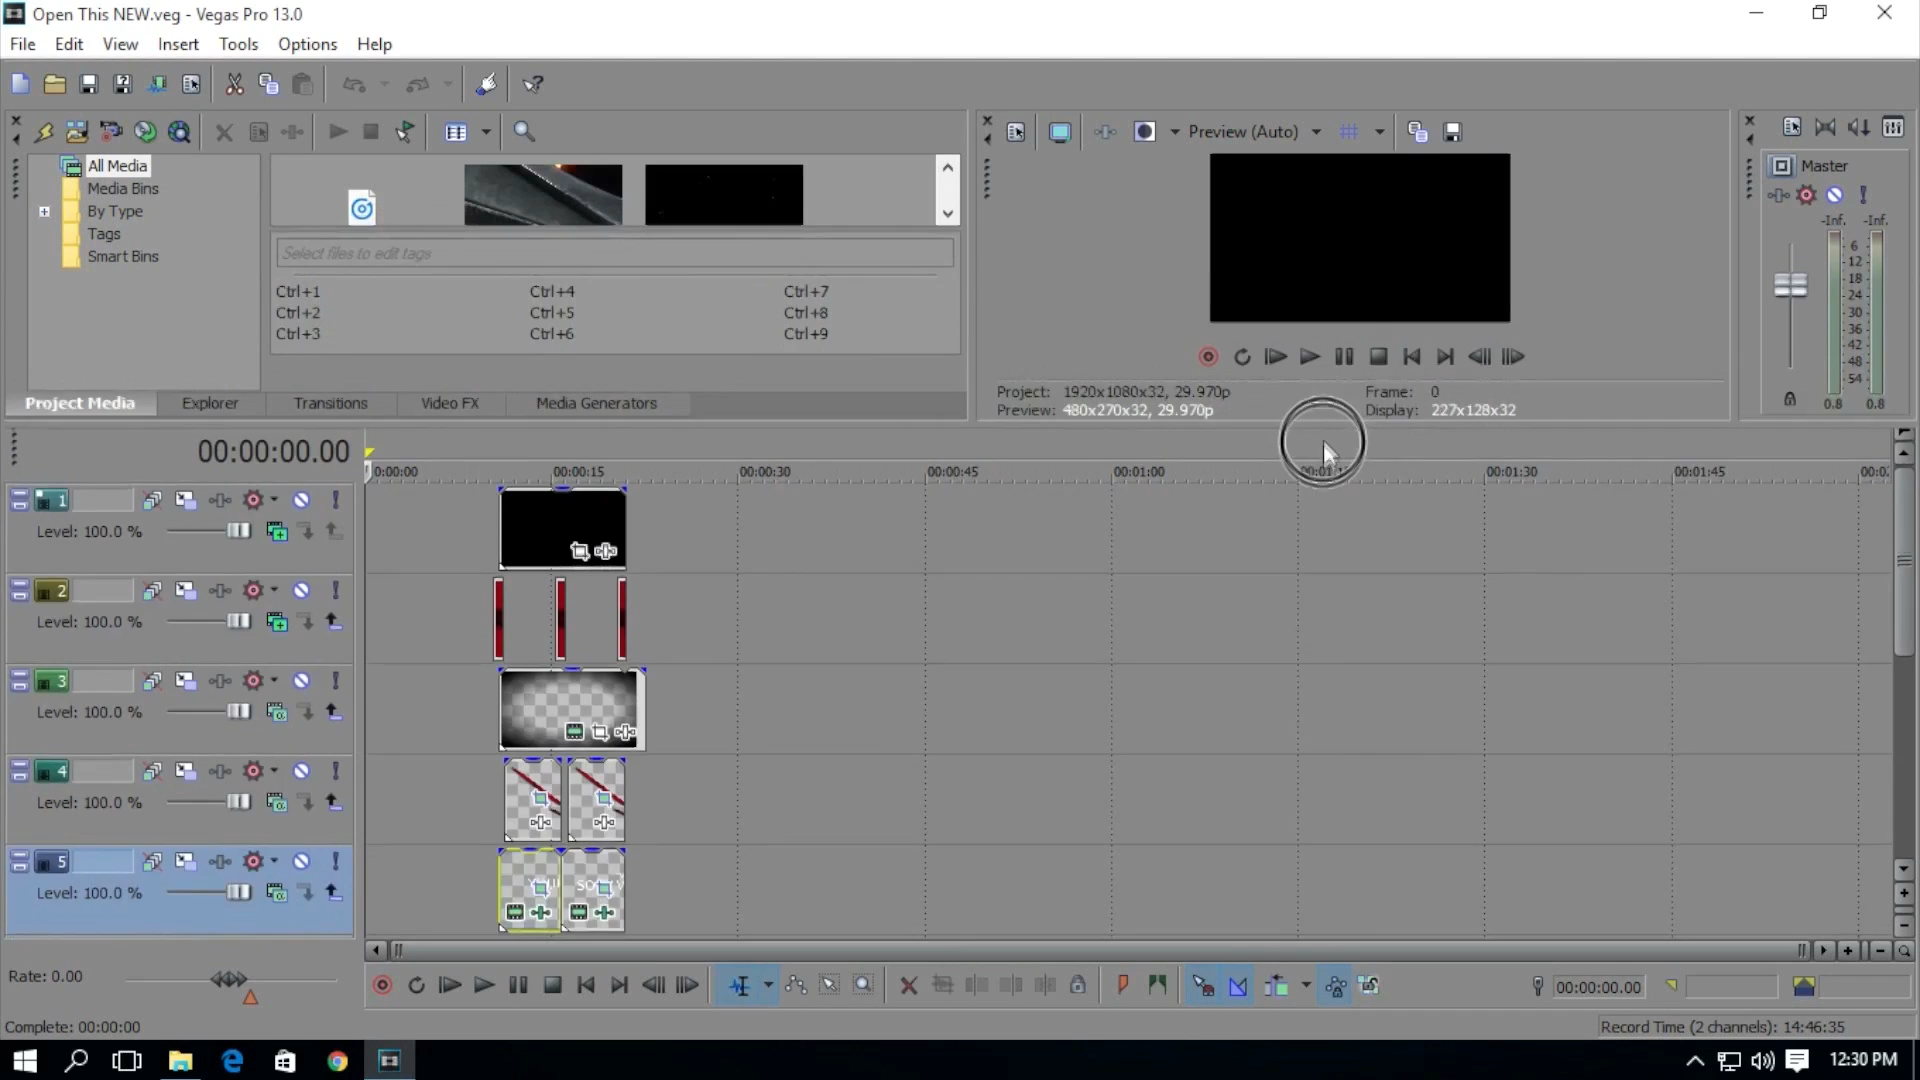 Open This NEW.veg - Vegas Pro 13.0
File Edit View Insert Tools Options Help
Preview (Auto)
All Media
Media Bins
By Type
Tags
Smart Bins
Select files to edit tags
Ctrl+1 Ctrl+4 Ctrl+7
Ctrl+2 Ctrl+5 Ctrl+8
Ctrl+3 Ctrl+6 Ctrl+9
Project Media Explorer Transitions Video FX Media Generators
Project: 1920x1080x32, 29.970p Frame: 0
Preview: 480x270x32, 29.970p Display: 227x128x32
Master
-Inf. -Inf.
6
12
18
24
30
36
42
48
54
0.8 0.8
00:00:00.00
0:00:00 00:00:15 00:00:30 00:00:45 00:01:00 00:01:30 00:01:45
1
Level: 100.0 %
2
Level: 100.0 %
3
Level: 100.0 %
4
Level: 100.0 %
5
Level: 100.0 %
Rate: 0.00
00:00:00.00
Complete: 00:00:00
Record Time (2 channels): 14:46:35
12:30 PM